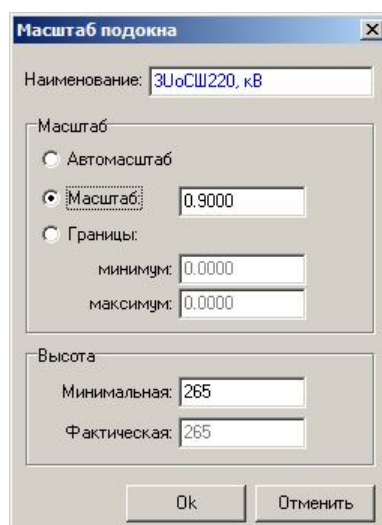 Масштаб подокна
Наименование: 3UoСШ220, кВ
Масштаб
Автомасштаб
Масштаб: 0.9000
Границы:
минимум: 0.0000
максимум: 0.0000
Высота
Минимальная: 265
Фактическая: 265
Ok Отменить